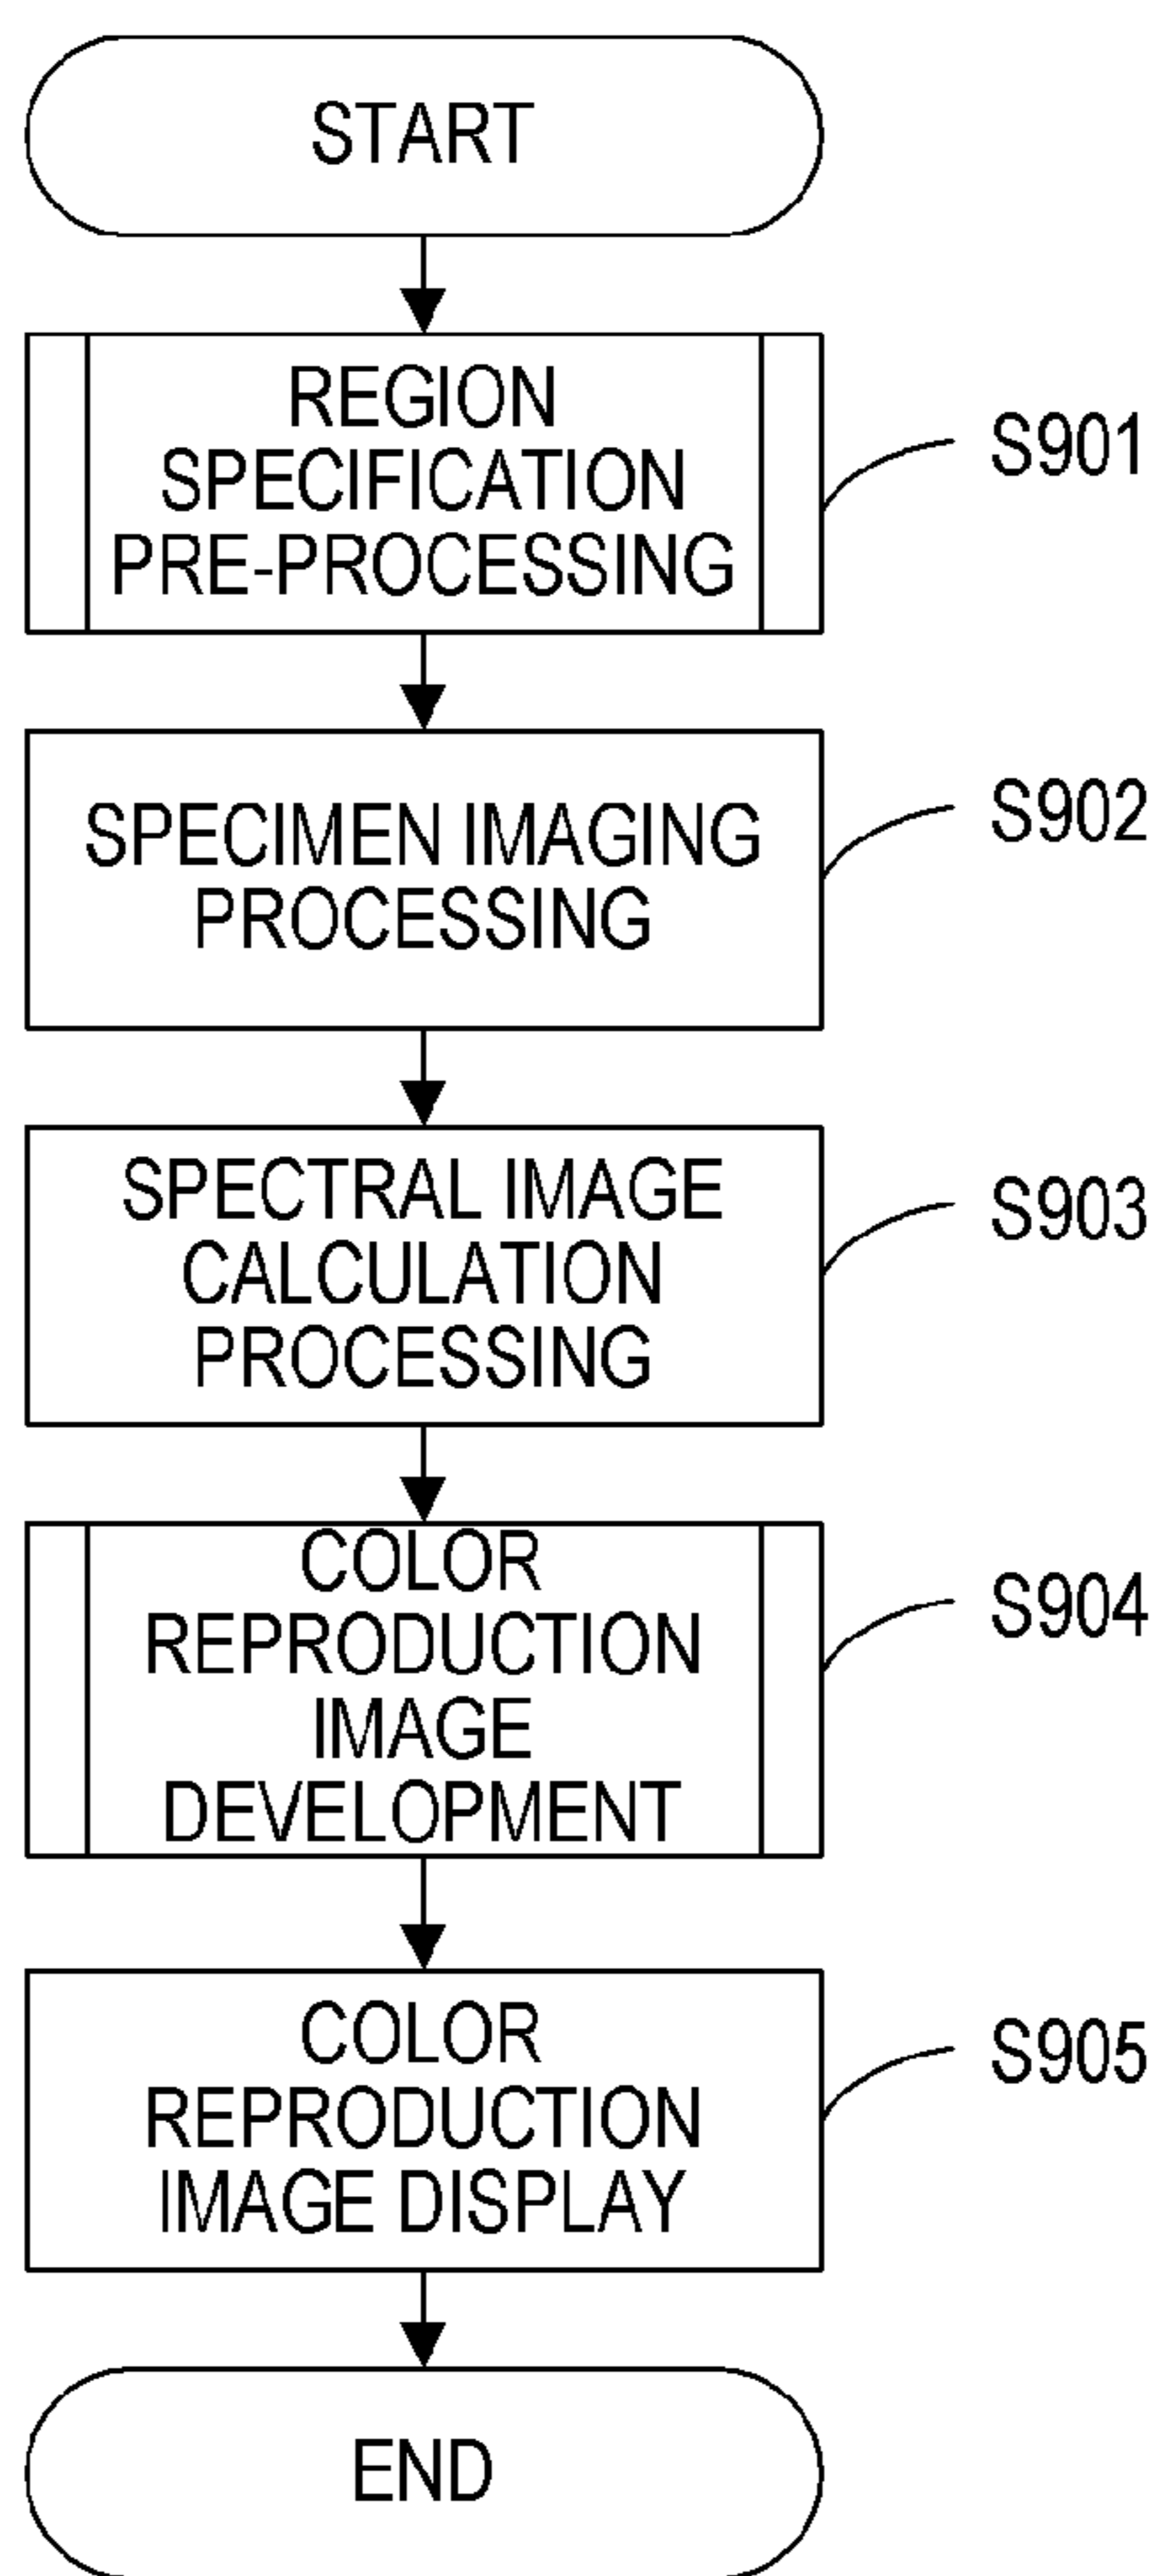 START
REGION
SPECIFICATION
PRE-PROCESSING
S901
SPECIMEN IMAGING
PROCESSING
S902
SPECTRAL IMAGE
CALCULATION
PROCESSING
S903
COLOR
REPRODUCTION
IMAGE
DEVELOPMENT
S904
COLOR
REPRODUCTION
IMAGE DISPLAY
S905
END